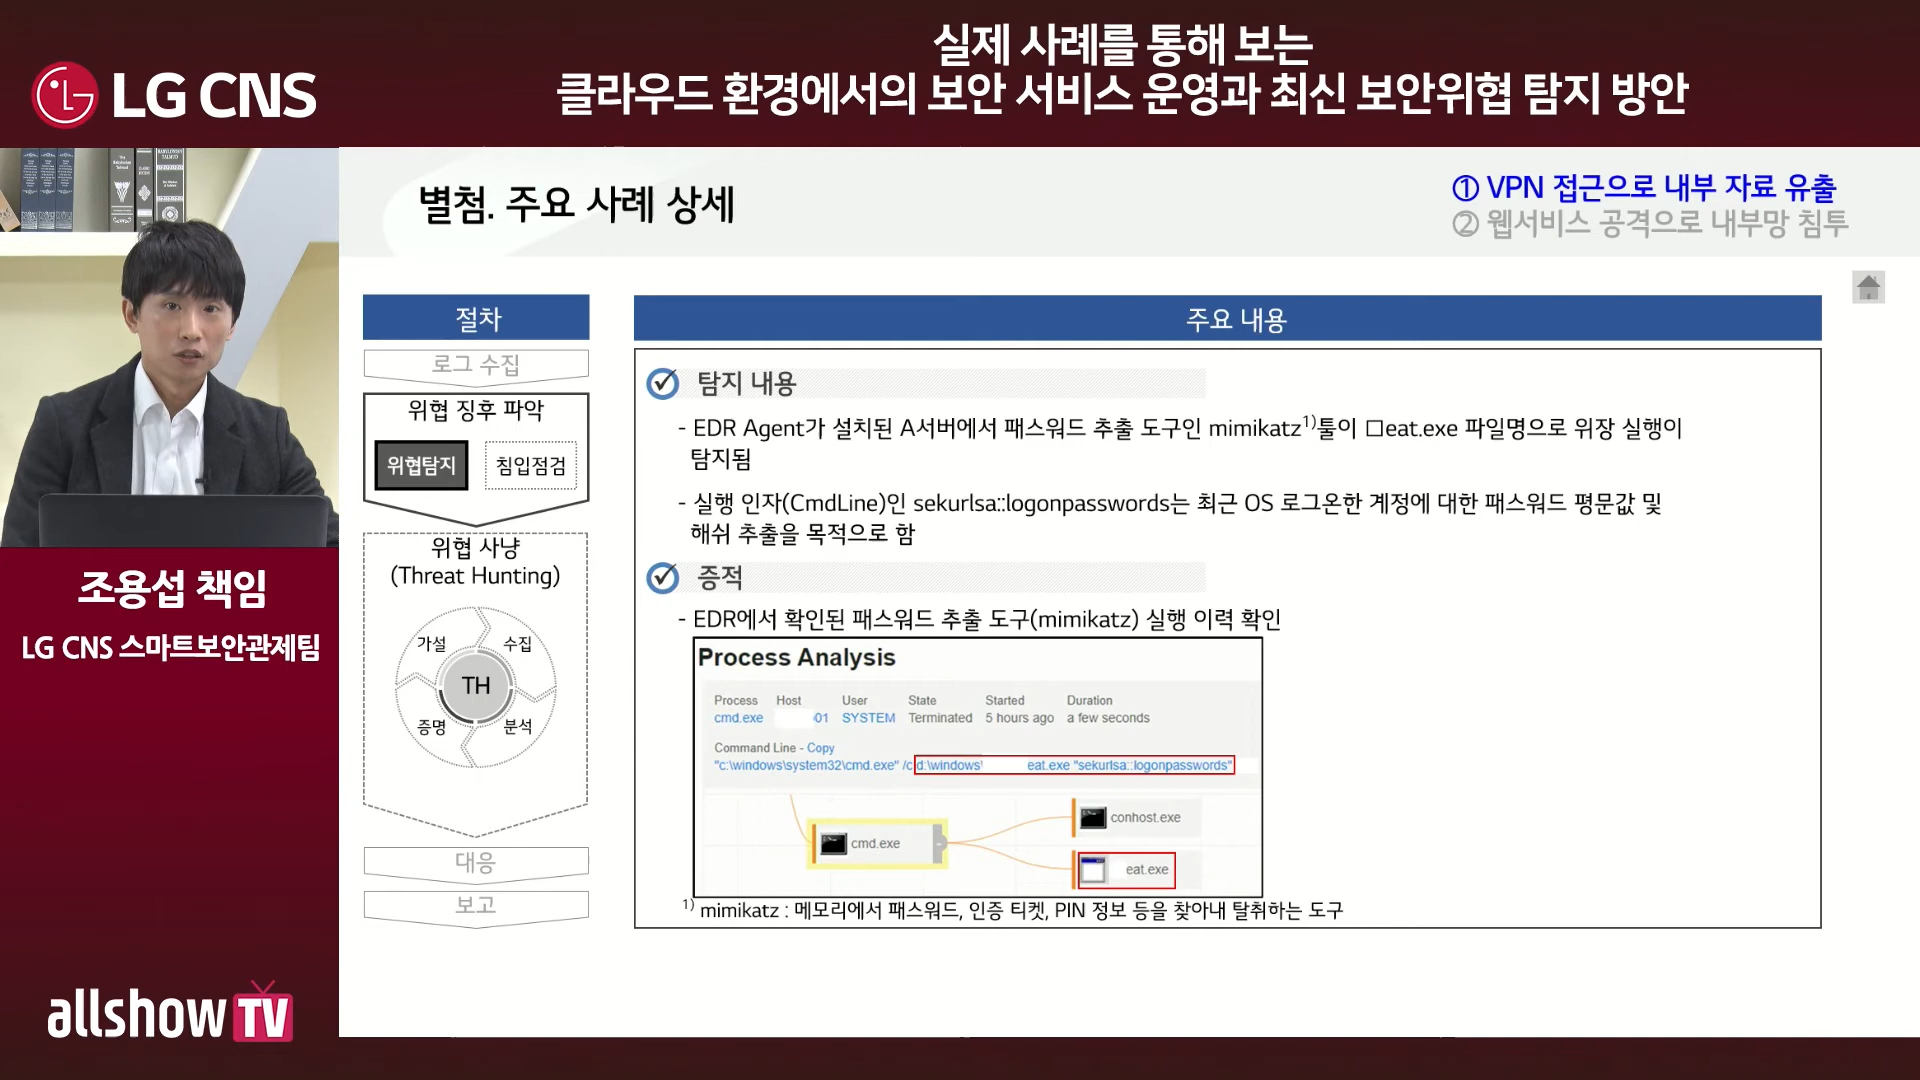 실제 사례를 통해 보는
클라우드 환경에서의 보안 서비스 운영과 최신 보안위협 탐지 방안
LG CNS
별첨. 주요 사례 상세
① VPN 접근으로 내부 자료 유출
② 웹서비스 공격으로 내부망 침투
절차
로그 수집
위협 징후 파악
위협탐지
침입점검
위협 사냥
(Threat Hunting)
가설
수집
TH
증명
분석
대응
보고
주요 내용
탐지 내용
- EDR Agent가 설치된 A서버에서 패스워드 추출 도구인 mimikatz1)툴이 □eat.exe 파일명으로 위장 실행이
탐지됨
- 실행 인자(CmdLine)인 sekurlsa::logonpasswords는 최근 OS 로그온한 계정에 대한 패스워드 평문값 및
해쉬 추출을 목적으로 함
증적
- EDR에서 확인된 패스워드 추출 도구(mimikatz) 실행 이력 확인
Process Analysis
Process Host User State Started Duration
cmd.exe 01 SYSTEM Terminated 5 hours ago a few seconds
Command Line - Copy
"c:\windows\system32\cmd.exe" /c d:\windows\ eat.exe "sekurlsa::logonpasswords"
cmd.exe
conhost.exe
eat.exe
1) mimikatz : 메모리에서 패스워드, 인증 티켓, PIN 정보 등을 찾아내 탈취하는 도구
조용섭 책임
LG CNS 스마트보안관제팀
allshow TV